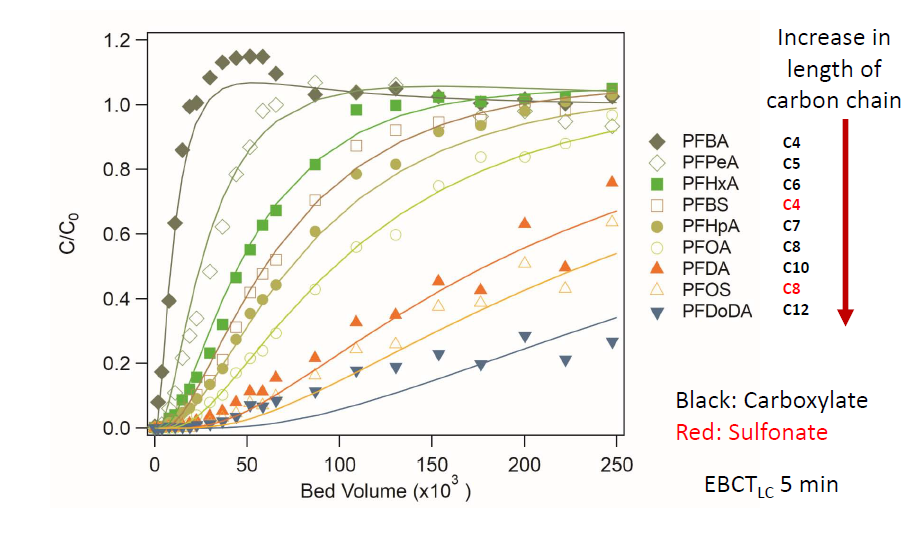 Increase in
length of
carbon chain
1.2
1.0
0.8
0.6
0.4
0.2
0.0
C/C₀
0
50
100
150
200
250
Bed Volume (x10³ )
PFBA C4
PFPeA C5
PFHxA C6
PFBS C4
PFHpA C7
PFOA C8
PFDA C10
PFOS C8
PFDoDA C12
Black: Carboxylate
Red: Sulfonate
EBCT_LC 5 min